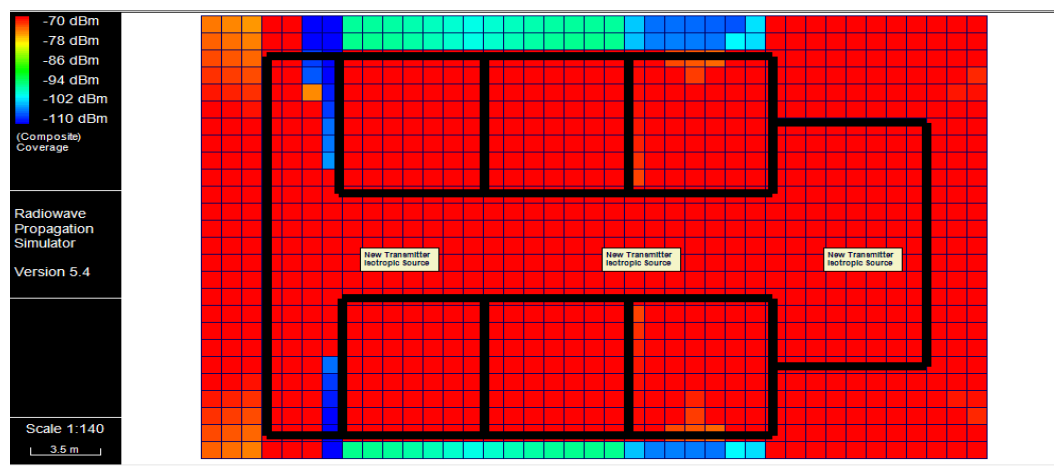 -70 dBm
-78 dBm
-86 dBm
-94 dBm
-102 dBm
-110 dBm
(Composite)
Coverage
Radiowave
Propagation
Simulator
Version 5.4
Scale 1:140
3.5 m
New Transmitter
Isotropic Source
New Transmitter
Isotropic Source
New Transmitter
Isotropic Source